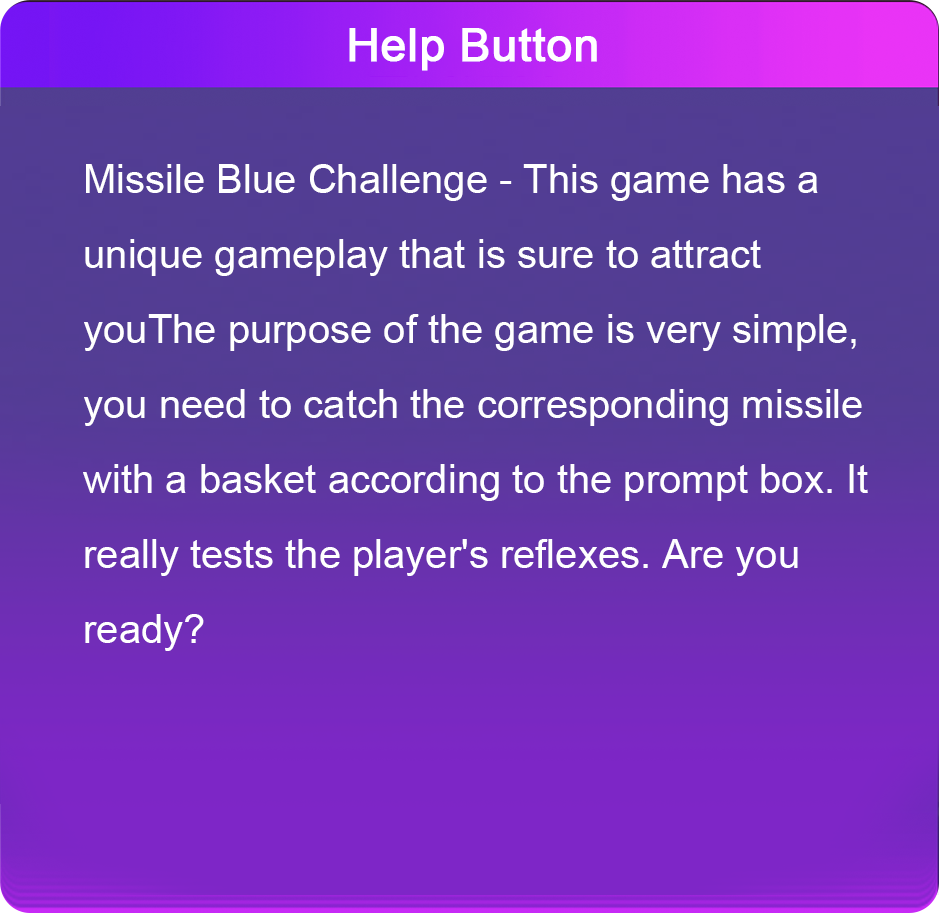 Help Button
Missile Blue Challenge - This game has a
unique gameplay that is sure to attract
youThe purpose of the game is very simple,
you need to catch the corresponding missile
with a basket according to the prompt box. It
really tests the player's reflexes. Are you
ready?